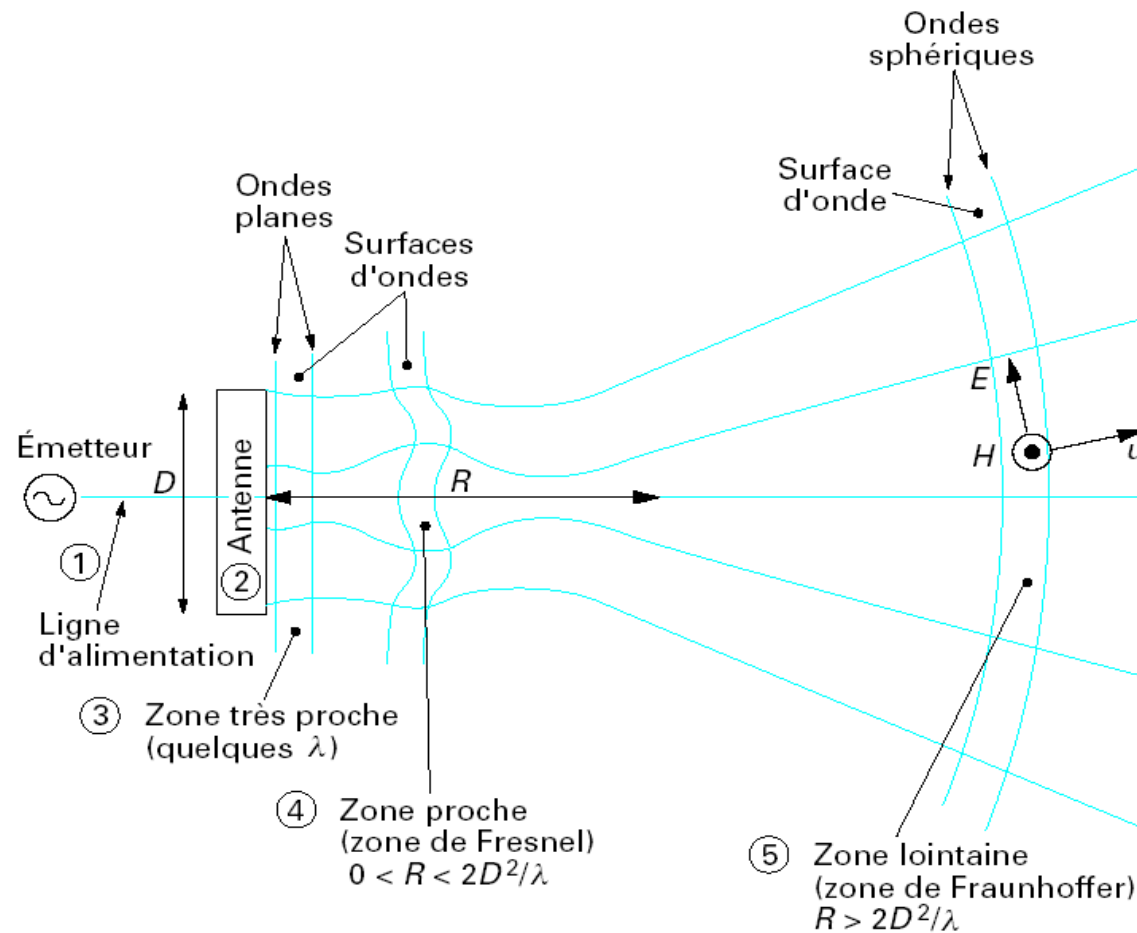 Ondes
sphériques
Surface
d'onde
Ondes
planes
Surfaces
d'ondes
E
H
u
Émetteur
D
R
Antenne
1
2
Ligne
d'alimentation
3 Zone très proche
(quelques λ)
4 Zone proche
(zone de Fresnel)
0 < R < 2D²/λ
5 Zone lointaine
(zone de Fraunhoffer)
R > 2D²/λ